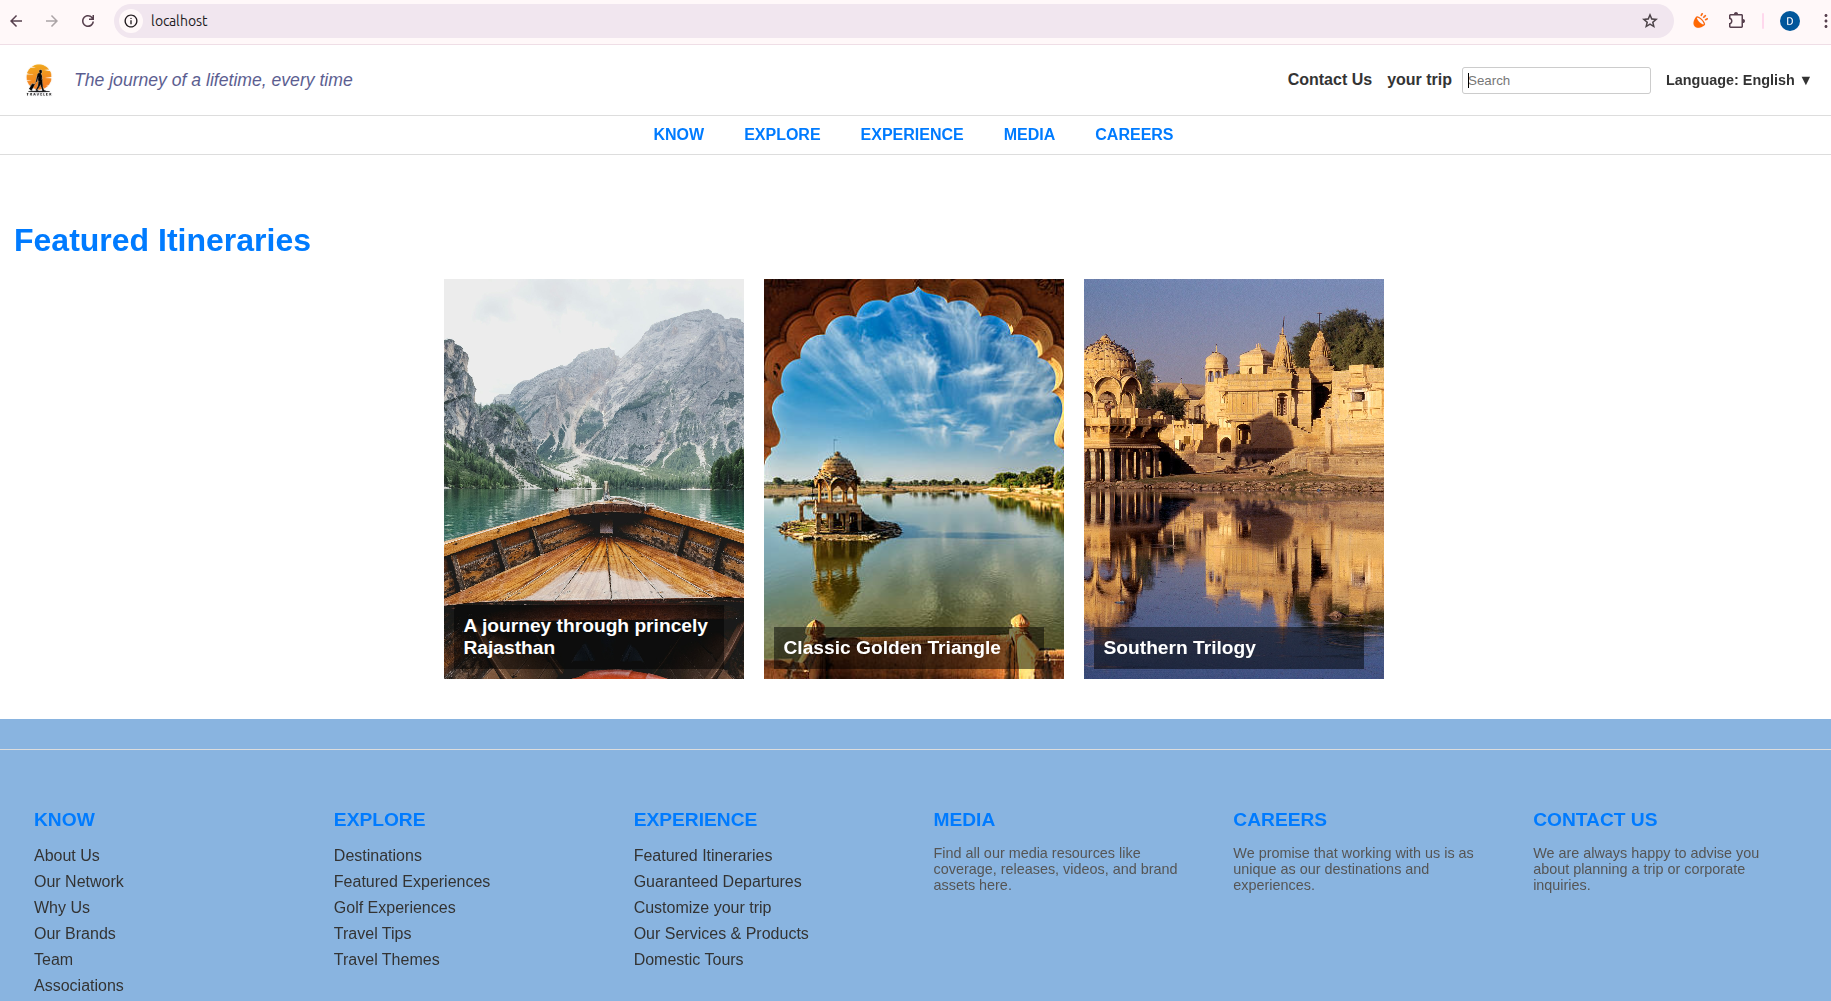 localhost
D
TRAVELER
The journey of a lifetime, every time
Contact Us your trip Search Language: English ▼
KNOW EXPLORE EXPERIENCE MEDIA CAREERS
Featured Itineraries
A journey through princely
Rajasthan
Classic Golden Triangle
Southern Trilogy
KNOW
About Us
Our Network
Why Us
Our Brands
Team
Associations
EXPLORE
Destinations
Featured Experiences
Golf Experiences
Travel Tips
Travel Themes
EXPERIENCE
Featured Itineraries
Guaranteed Departures
Customize your trip
Our Services & Products
Domestic Tours
MEDIA
Find all our media resources like
coverage, releases, videos, and brand
assets here.
CAREERS
We promise that working with us is as
unique as our destinations and
experiences.
CONTACT US
We are always happy to advise you
about planning a trip or corporate
inquiries.